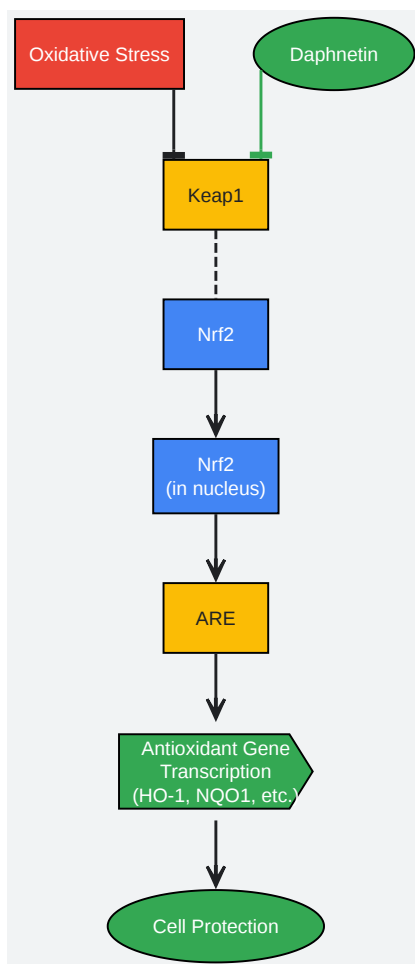 Oxidative Stress
Daphnetin
Keap1
Nrf2
Nrf2
(in nucleus)
ARE
Antioxidant Gene
Transcription
(HO-1, NQO1, etc.)
Cell Protection